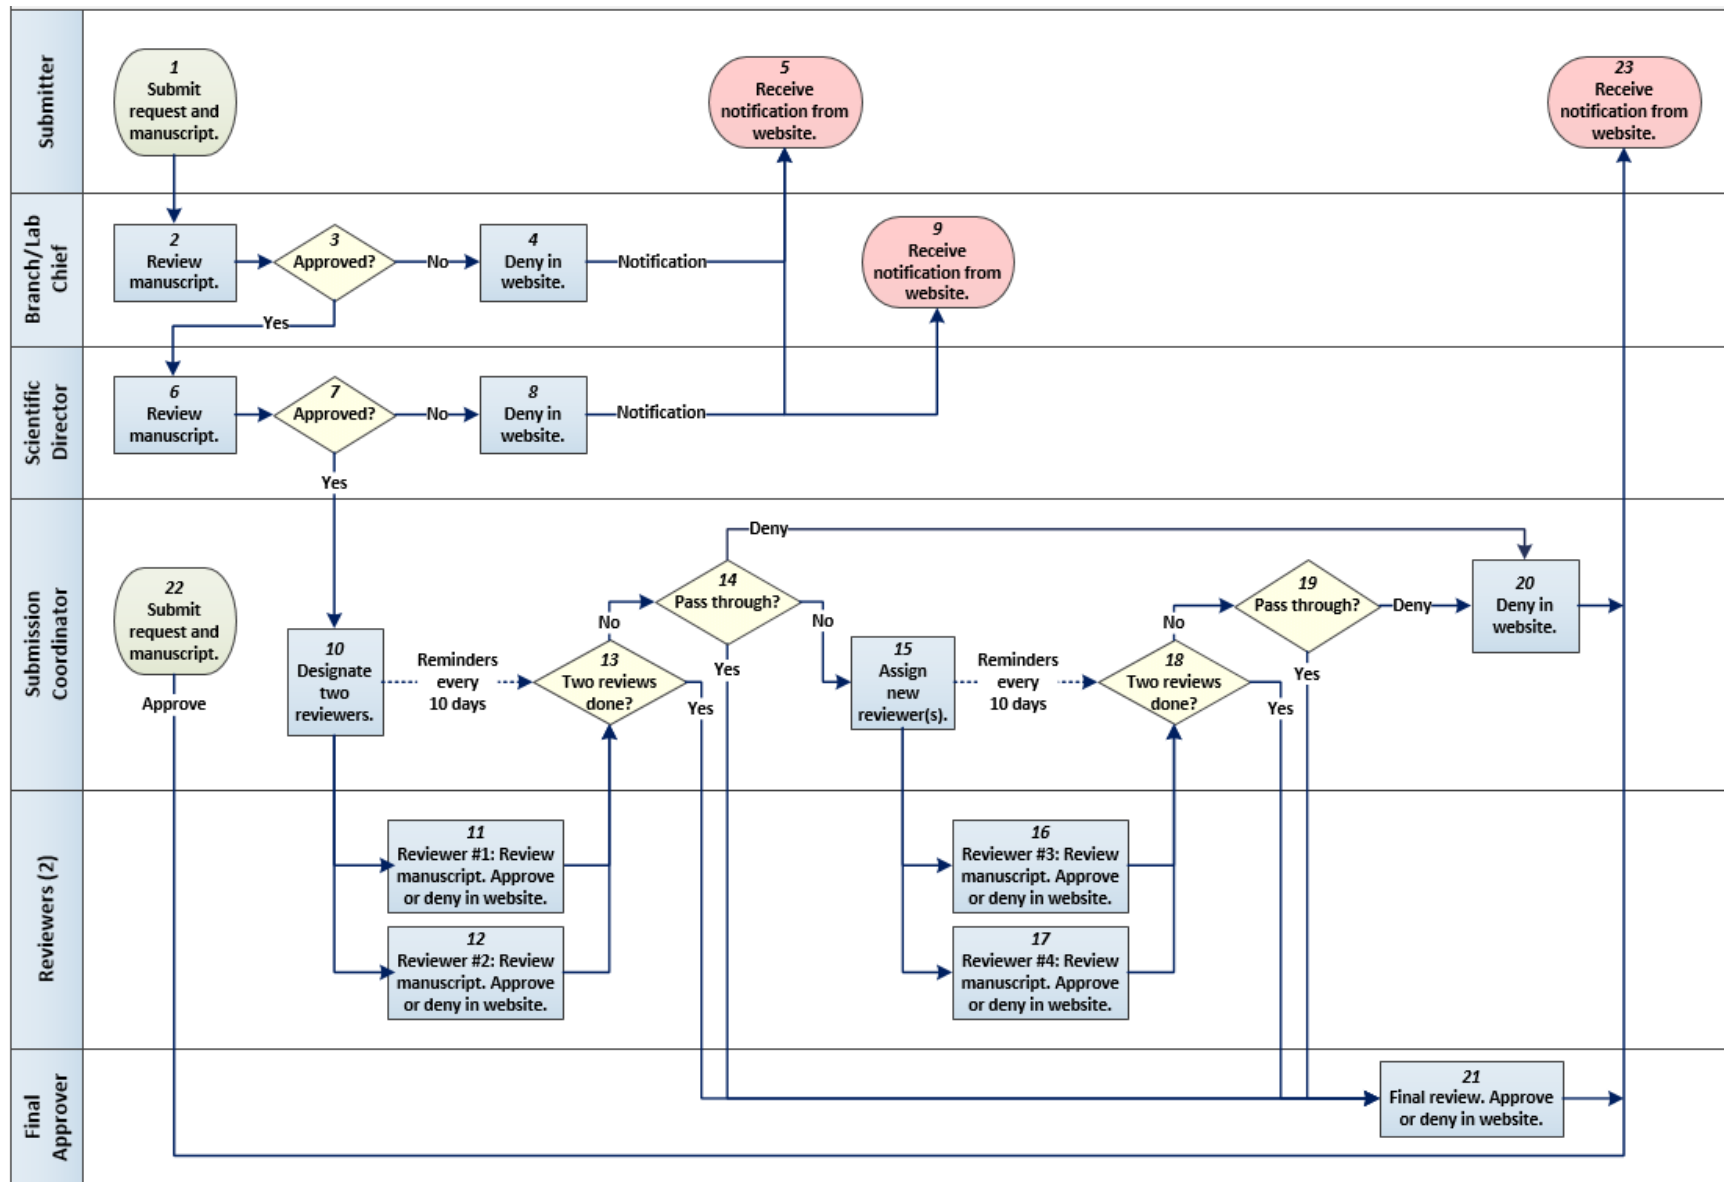 Submitter
1
Submit
request and
manuscript.
5
Receive
notification from
website.
23
Receive
notification from
website.
Branch/Lab
Chief
2
Review
manuscript.
3
Approved?
No
4
Deny in
website.
Notification
9
Receive
notification from
website.
Yes
Scientific
Director
6
Review
manuscript.
7
Approved?
No
8
Deny in
website.
Notification
Yes
Submission
Coordinator
22
Submit
request and
manuscript.
Approve
10
Designate
two
reviewers.
Reminders
every
10 days
13
Two reviews
done?
No
Yes
14
Pass through?
Deny
No
Yes
15
Assign
new
reviewer(s).
Reminders
every
10 days
18
Two reviews
done?
No
Yes
19
Pass through?
Deny
Yes
20
Deny in
website.
Reviewers (2)
11
Reviewer #1: Review
manuscript. Approve
or deny in website.
12
Reviewer #2: Review
manuscript. Approve
or deny in website.
16
Reviewer #3: Review
manuscript. Approve
or deny in website.
17
Reviewer #4: Review
manuscript. Approve
or deny in website.
Final
Approver
21
Final review. Approve
or deny in website.